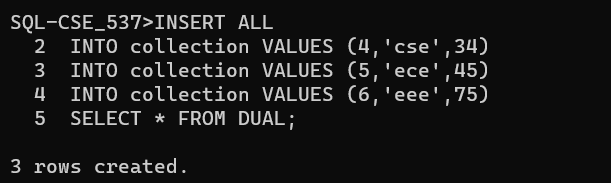 SQL-CSE_537>INSERT ALL
2 INTO collection VALUES (4,'cse',34)
3 INTO collection VALUES (5,'ece',45)
4 INTO collection VALUES (6,'eee',75)
5 SELECT * FROM DUAL;
3 rows created.